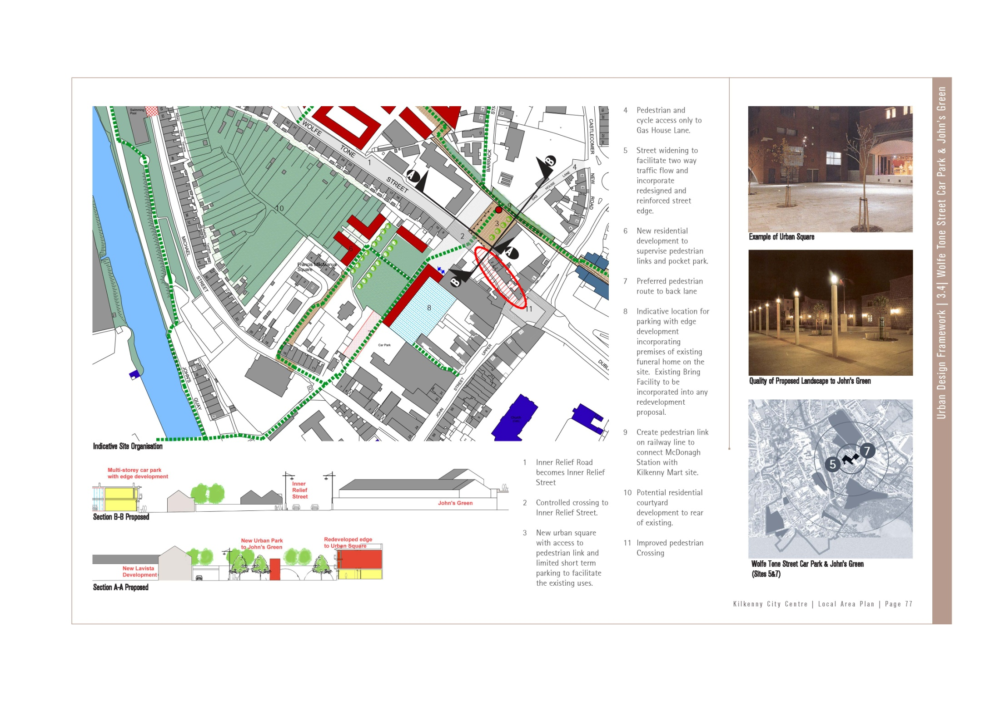 Swimming
Pool
WOLFE
TONE
STREET
1
BARRACK
STR
CASTLECOMER
NEW
ROAD
GAS
HOUSE
LANE
4
A
B
9
3
2
5
A
B
10
6
Francis MacManus
Square
8
11
7
Car Park
Abbey
View
Terrace
Terrace
MICHAEL
STREET
JOHN'S
QUAY
UPPER
STREET
JOHN
Church
Indicative Site Organisation
Multi-storey car park
with edge development
Inner
Relief
Street
John's Green
Section B-B Proposed
New Lavista
Development
New Urban Park
to John's Green
Redeveloped edge
to Urban Square
Section A-A Proposed
1 Inner Relief Road
becomes Inner Relief
Street
2 Controlled crossing to
Inner Relief Street.
3 New urban square
with access to
pedestrian link and
limited short term
parking to facilitate
the existing uses.
4 Pedestrian and
cycle access only to
Gas House Lane.
5 Street widening to
facilitate two way
traffic flow and
incorporate
redesigned and
reinforced street
edge.
6 New residential
development to
supervise pedestrian
links and pocket park.
7 Preferred pedestrian
route to back lane
8 Indicative location for
parking with edge
development
incorporating
premises of existing
funeral home on the
site. Existing Bring
Facility to be
incorporated into any
redevelopment
proposal.
9 Create pedestrian link
on railway line to
connect McDonagh
Station with
Kilkenny Mart site.
10 Potential residential
courtyard
development to rear
of existing.
11 Improved pedestrian
Crossing
Example of Urban Square
Quality of Proposed Landscape to John's Green
7
5
Wolfe Tone Street Car Park & John's Green
(Sites 5&7)
Kilkenny City Centre | Local Area Plan | Page 77
Urban Design Framework | 3.4| Wolfe Tone Street Car Park & John's Green